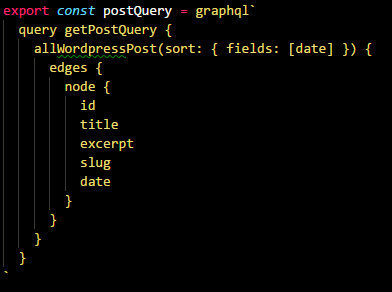 export const postQuery = graphql`
  query getPostQuery {
    allWordpressPost(sort: { fields: [date] }) {
      edges {
        node {
          id
          title
          excerpt
          slug
          date
        }
      }
    }
  }
`